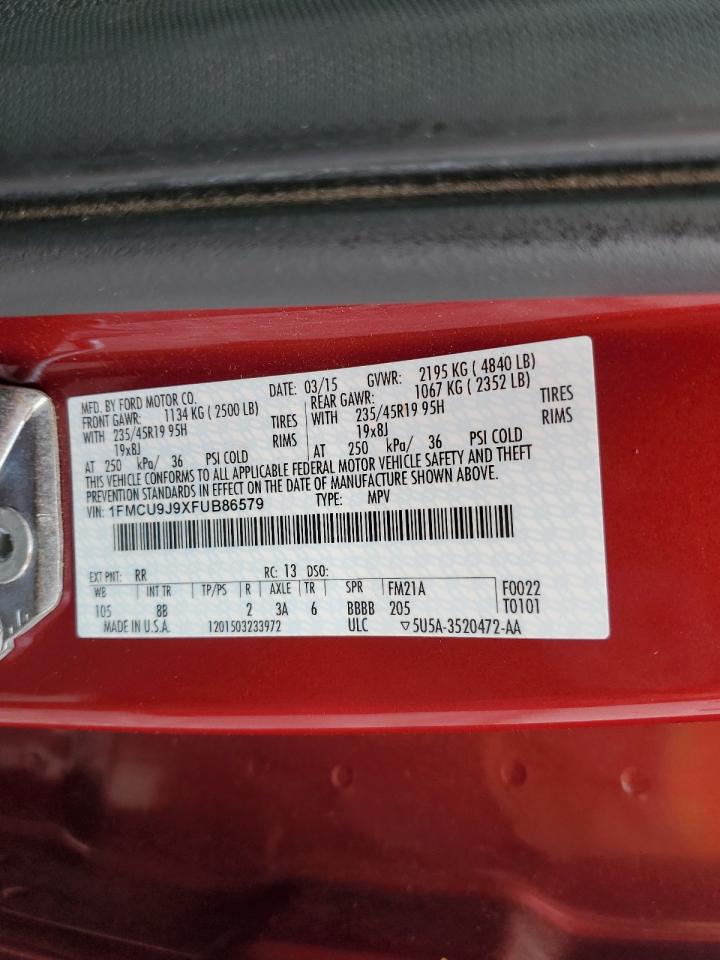 MFD. BY FORD MOTOR CO. DATE: 03/15 GVWR: 2195 KG ( 4840 LB)
FRONT GAWR: 1134 KG ( 2500 LB) REAR GAWR: 1067 KG ( 2352 LB)
WITH 235/45R19 95H TIRES WITH 235/45R19 95H TIRES
19x8J RIMS 19x8J RIMS
AT 250 kPa/ 36 PSI COLD AT 250 kPa/ 36 PSI COLD
THIS VEHICLE CONFORMS TO ALL APPLICABLE FEDERAL MOTOR VEHICLE SAFETY AND THEFT
PREVENTION STANDARDS IN EFFECT ON THE DATE OF MANUFACTURE SHOWN ABOVE.
VIN: 1FMCU9J9XFUB86579 TYPE: MPV
EXT PNT: RR RC: 13 DSO:
WB INT TR TP/PS R AXLE TR SPR FM21A F0022
105 8B 2 3A 6 BBBB 205 T0101
MADE IN U.S.A. 1201503233972 ULC ▽5U5A-3520472-AA